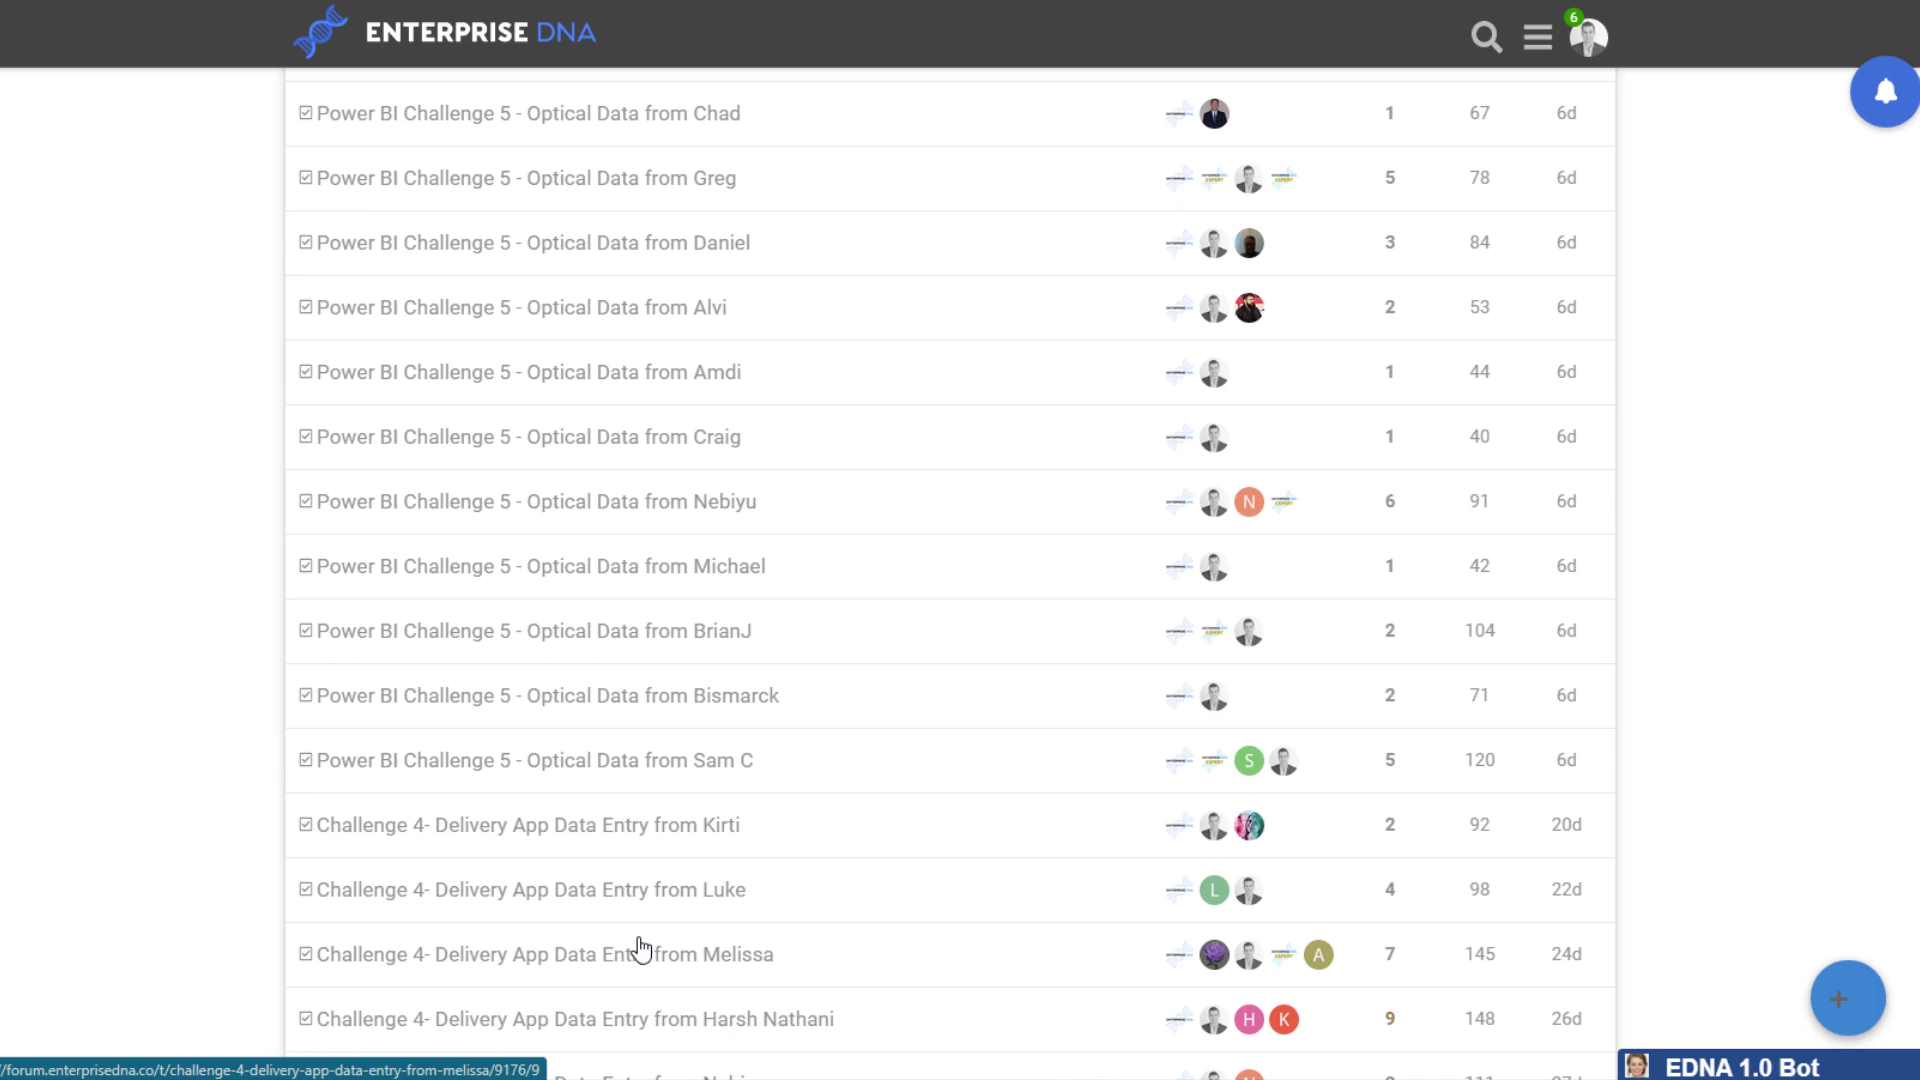 ENTERPRISE DNA
6
Power BI Challenge 5 - Optical Data from Chad 1 67 6d
Power BI Challenge 5 - Optical Data from Greg 5 78 6d
Power BI Challenge 5 - Optical Data from Daniel 3 84 6d
Power BI Challenge 5 - Optical Data from Alvi 2 53 6d
Power BI Challenge 5 - Optical Data from Amdi 1 44 6d
Power BI Challenge 5 - Optical Data from Craig 1 40 6d
Power BI Challenge 5 - Optical Data from Nebiyu N 6 91 6d
Power BI Challenge 5 - Optical Data from Michael 1 42 6d
Power BI Challenge 5 - Optical Data from BrianJ 2 104 6d
Power BI Challenge 5 - Optical Data from Bismarck 2 71 6d
Power BI Challenge 5 - Optical Data from Sam C S 5 120 6d
Challenge 4- Delivery App Data Entry from Kirti 2 92 20d
Challenge 4- Delivery App Data Entry from Luke L 4 98 22d
Challenge 4- Delivery App Data Entry from Melissa A 7 145 24d
Challenge 4- Delivery App Data Entry from Harsh Nathani H K 9 148 26d
/forum.enterprisedna.co/t/challenge-4-delivery-app-data-entry-from-melissa/9176/9
EDNA 1.0 Bot